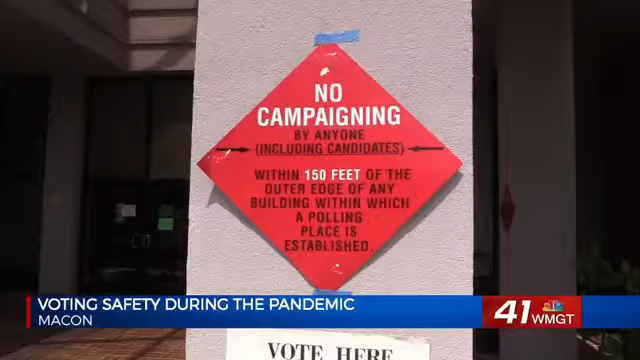 NO
CAMPAIGNING
BY ANYONE
(INCLUDING CANDIDATES)
WITHIN 150 FEET OF THE
OUTER EDGE OF ANY
BUILDING WITHIN WHICH
A POLLING
PLACE IS
ESTABLISHED.
VOTING SAFETY DURING THE PANDEMIC
MACON
41 WMGT
VOTE HERE